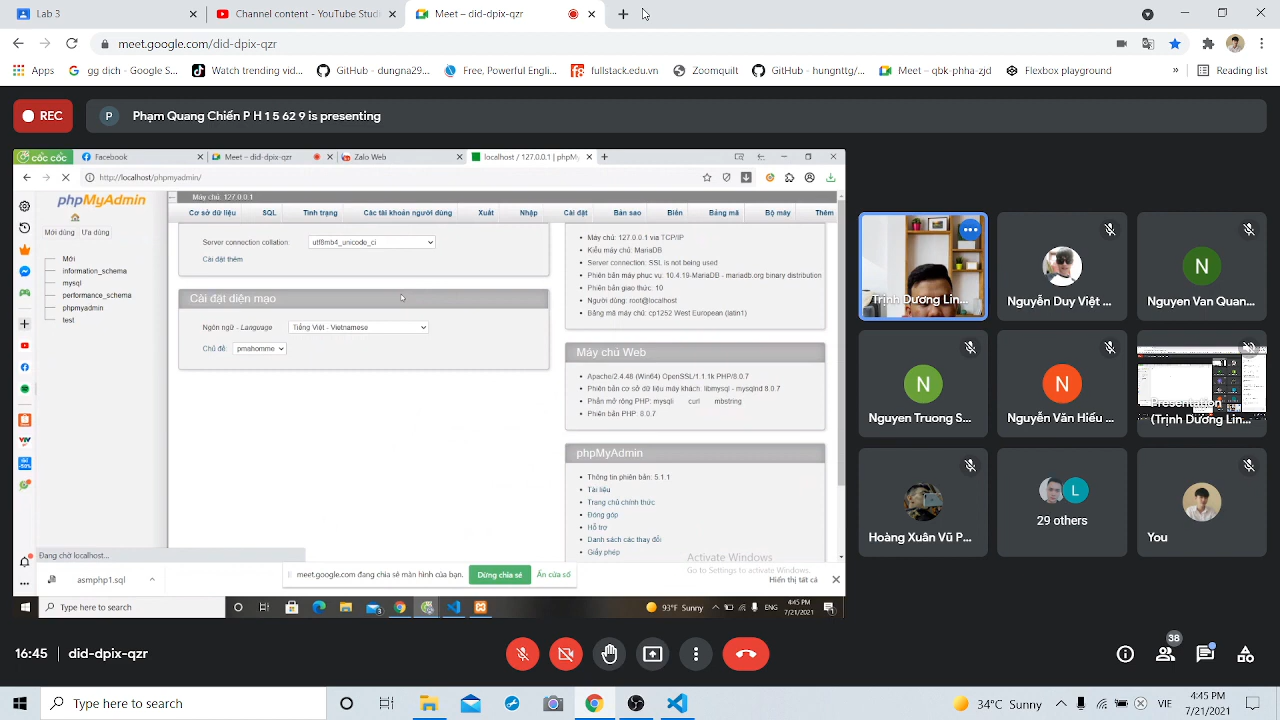 Lab 3
YouTube
Channel content - YouTube
Meet – did-dpix-qzr
meet.google.com/did-dpix-qzr
Apps
gg dịch - Google S...
Watch trending vid...
GitHub - dungna29...
Free Powerful Engli...
fullstack.edu.vn
Zoombuilt
GitHub - hungntt/...
Meet – qbk-phha-zjd
Flexbox playground
»
Reading list
REC
P
Phạm Quang Chiến P H 1 5 62 9 is presenting
cốc cốc
Facebook
Meet – did-dpix-qzr
Zalo Web
localhost / 127.0.0.1 | phpM
http://localhost/phpmyadmin/
phpMyAdmin
Mới dùng
Ưa dùng
Mới
information_schema
mysql
performance_schema
phpmyadmin
test
Máy chủ: 127.0.0.1
Cơ sở dữ liệu
SQL
Tình trạng
Các tài khoản người dùng
Xuất
Nhập
Cài đặt
Bản sao
Biến
Bảng mã
Bộ máy
Thêm
Server connection collation:
utf8mb4_unicode_ci
Cài đặt thêm
Cài đặt diện mạo
Ngôn ngữ - Language
Tiếng Việt - Vietnamese
Chủ đề:
pmahomme
Máy chủ: 127.0.0.1 via TCP/IP
Kiểu máy chủ: MariaDB
Server connection: SSL is not being used
Phiên bản máy phục vụ: 10.4.19-MariaDB - mariadb.org binary distribution
Phiên bản giao thức: 10
Người dùng: root@localhost
Bảng mã máy chủ: cp1252 West European (latin1)
Máy chủ Web
Apache/2.4.48 (Win64) OpenSSL/1.1.1k PHP/8.0.7
Phiên bản cơ sở dữ liệu máy khách: libmysql - mysqlnd 8.0.7
Phần mở rộng PHP: mysqli curl mbstring
Phiên bản PHP: 8.0.7
phpMyAdmin
Thông tin phiên bản: 5.1.1
Tài liệu
Trang chủ chính thức
Đóng góp
Hỗ trợ
Danh sách các thay đổi
Giấy phép
Activate Windows
Go to Settings to activate Windows.
Đang chờ localhost...
asmphp1.sql
meet.google.com đang chia sẻ màn hình của bạn.
Dừng chia sẻ
Ẩn cửa sổ
Hiển thị tất cả
Type here to search
93°F Sunny
ENG
4:45 PM
7/21/2021
Trịnh Dương Lin...
Nguyen Duy Việt...
N
Nguyen Van Quan...
N
Nguyen Truong S...
N
Nguyễn Văn Hiếu ...
(Trịnh Dương Lin...
Hoàng Xuân Vũ P...
L
3 others
You
16:45
did-dpix-qzr
38
Type here to search
34°C Sunny
VIE
4:45 PM
7/21/2021